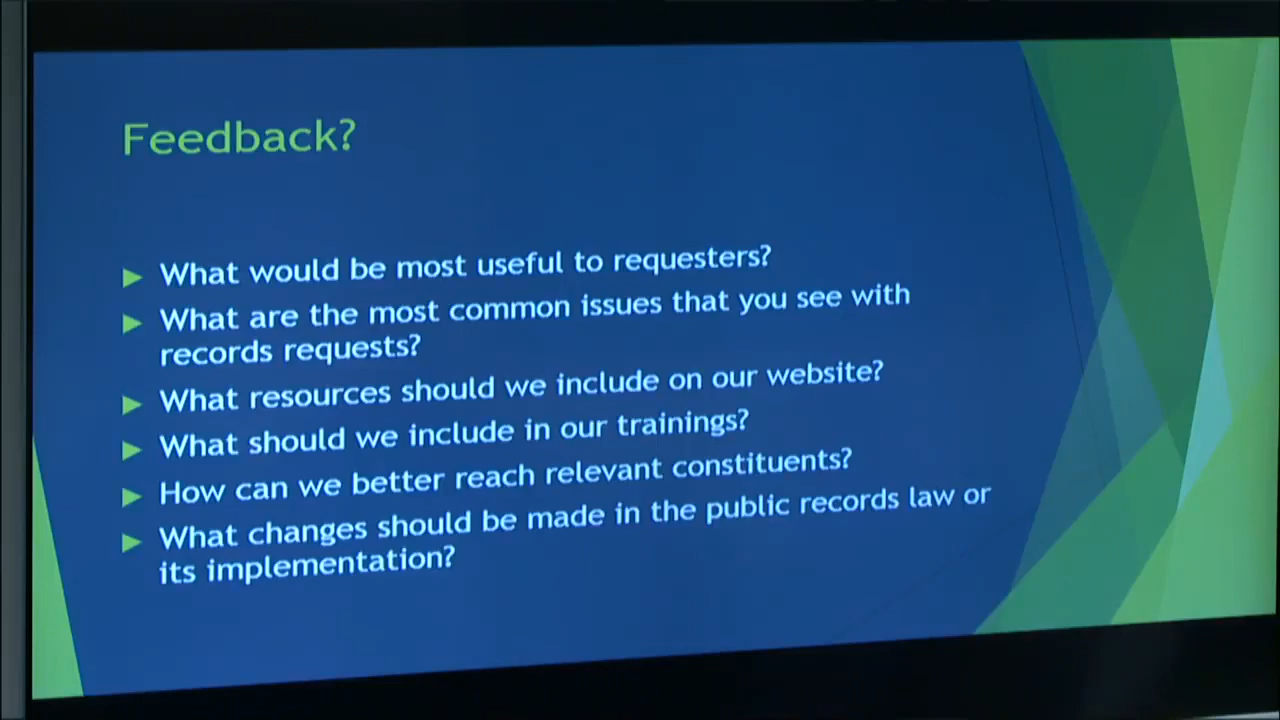 Feedback?
What would be most useful to requesters?
What are the most common issues that you see with
records requests?
What resources should we include on our website?
What should we include in our trainings?
How can we better reach relevant constituents?
What changes should be made in the public records law or
its implementation?